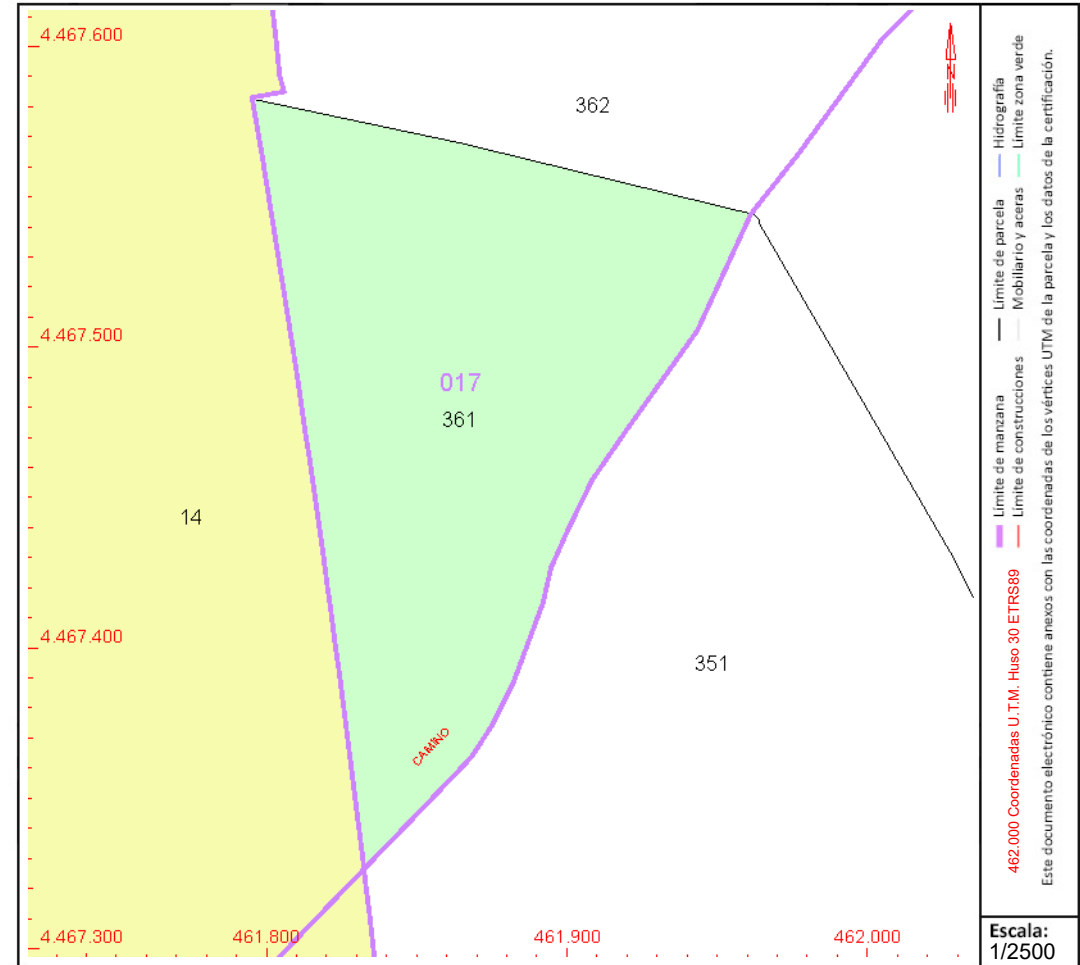 4.467.600
362
4.467.500
017
361
14
4.467.400
351
CAMINO
4.467.300
461.800
461.900
462.000
N
Límite de manzana
Límite de parcela
Hidrografía
Límite de construcciones
Mobiliario y aceras
Límite zona verde
462.000 Coordenadas U.T.M. Huso 30 ETRS89
Este documento electrónico contiene anexos con las coordenadas de los vértices UTM de la parcela y los datos de la certificación.
Escala:
1/2500